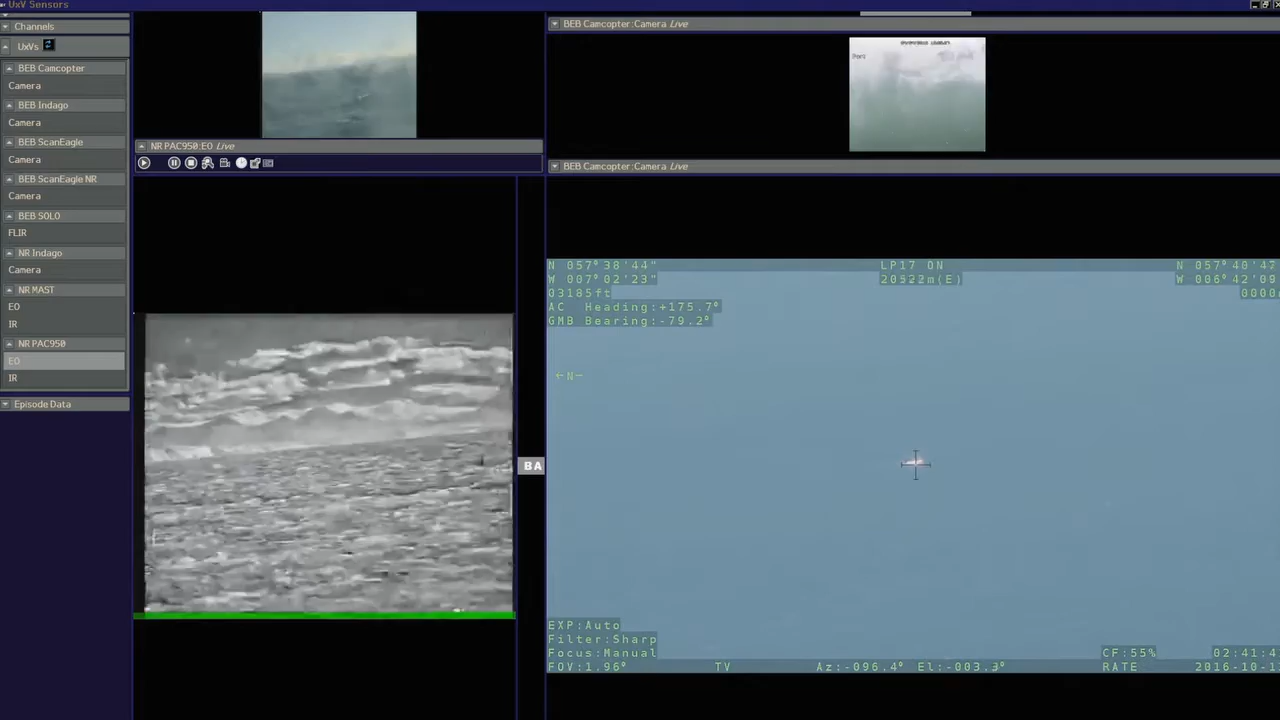 UxV Sensors
Channels
UxVs
BEB Camcopter
Camera
BEB Indago
Camera
BEB ScanEagle
Camera
BEB ScanEagle NR
Camera
BEB SOLO
FLIR
NR Indago
Camera
NR MAST
EO
IR
NR PAC950
EO
IR
Episode Data
NR PAC950:EO Live
BA
BEB Camcopter:Camera Live
Port
BEB Camcopter:Camera Live
N 057°38'44" LP17 ON N 057°40'47
W 007°02'23" 20522m(E) W 006°42'09
03185ft 0000
AC Heading:+175.7°
GMB Bearing:-79.2°
←N−
EXP:Auto
Filter:Sharp
Focus:Manual CF:55% 02:41:4
FOV:1.96° TV Az:-096.4° El:-003.3° RATE 2016-10-1